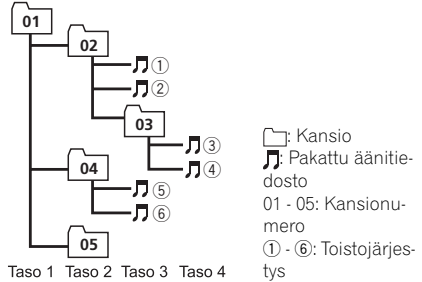 01
02
①
②
03
③
④
04
⑤
⑥
05
Taso 1 Taso 2 Taso 3 Taso 4
: Kansio
: Pakattu äänitie-
dosto
01 - 05: Kansionu-
mero
① - ⑥: Toistojärjes-
tys